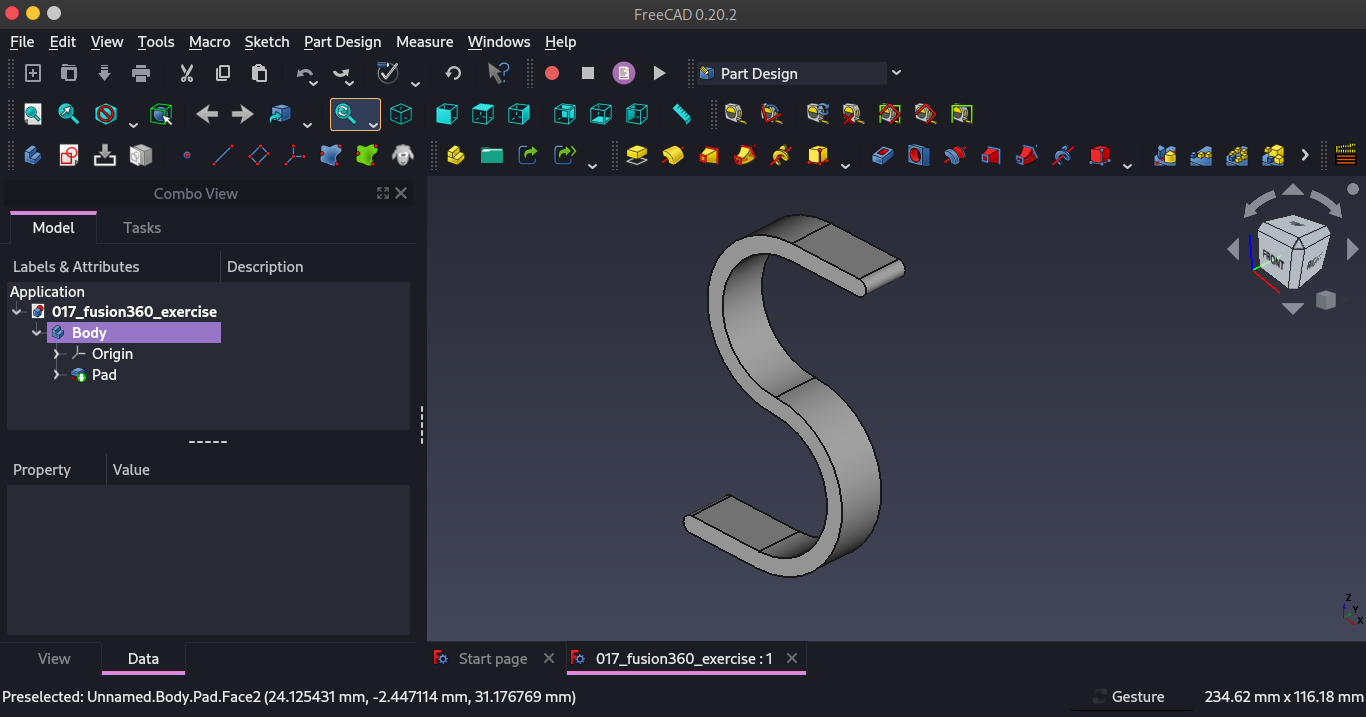 FreeCAD 0.20.2
File Edit View Tools Macro Sketch Part Design Measure Windows Help
Part Design
Combo View
Model Tasks
Labels & Attributes Description
Application
017_fusion360_exercise
Body
Origin
Pad
Property Value
View Data
FRONT RIGHT
Z
Y
X
Start page 017_fusion360_exercise : 1
Preselected: Unnamed.Body.Pad.Face2 (24.125431 mm, -2.447114 mm, 31.176769 mm) Gesture 234.62 mm x 116.18 mm